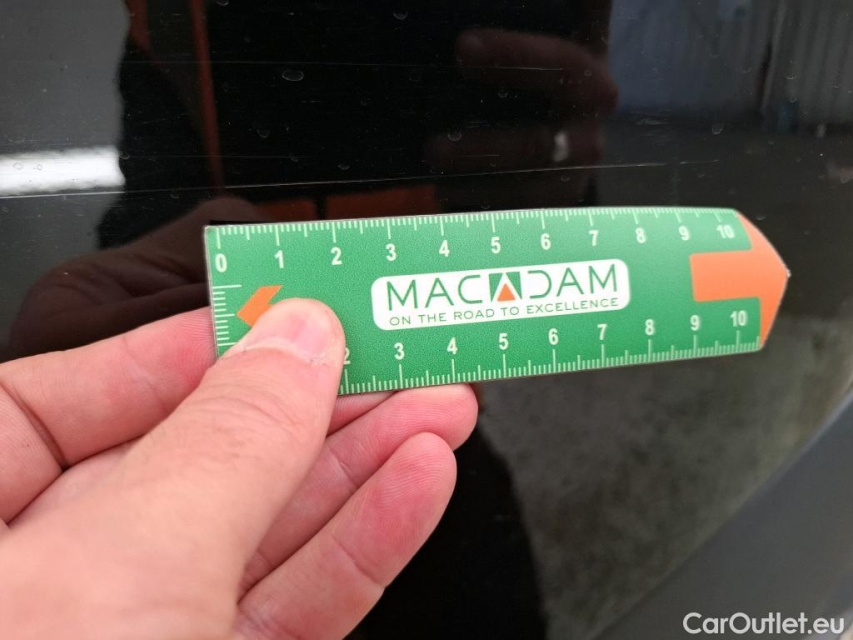 0 1 2 3 4 5 6 7 8 9 10
MACADAM
ON THE ROAD TO EXCELLENCE
2 3 4 5 6 7 8 9 10
CarOutlet.eu